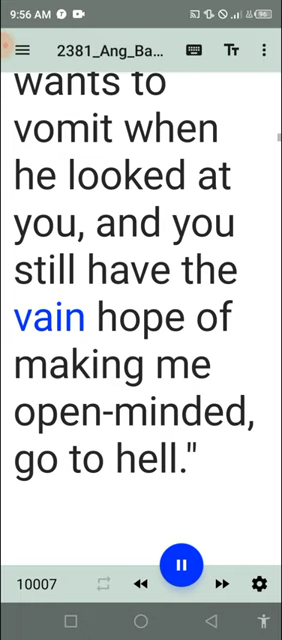 9:56 AM
2381_Ang_Ba...
wants to
vomit when
he looked at
you, and you
still have the
vain hope of
making me
open-minded,
go to hell."
10007